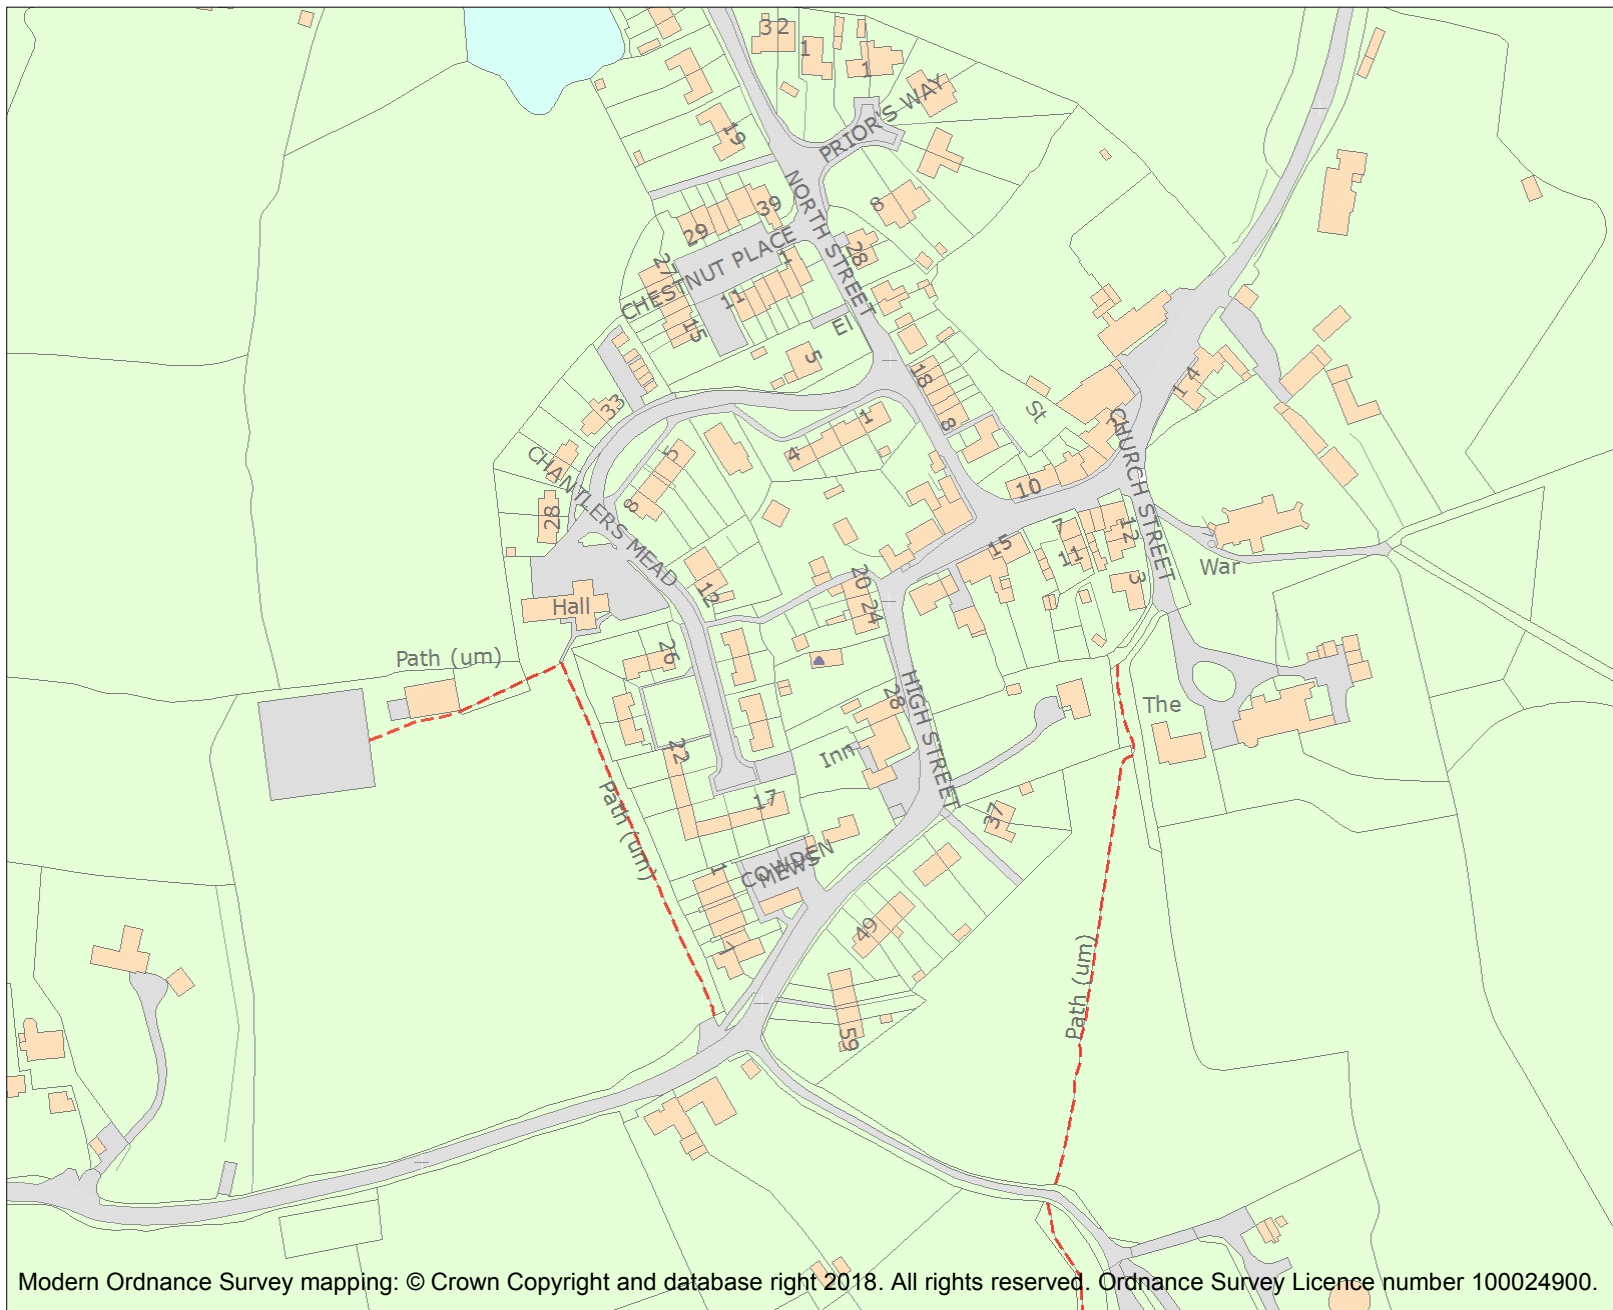 32
1
1
PRIOR'S WAY
19
NORTH STREET
39
8
29
28
CHESTNUT PLACE
1
27
11
15
El
5
18
14
33
St
2
CHURCH STREET
1
8
4
5
CHANTLERS MEAD
10
8
28
7
12
15
11
War
20
3
12
Hall
24
26
Path (um)
HIGH STREET
28
The
22
Inn
Path (um)
17
37
COWDEN
MEWS
1
49
7
Path (um)
59
Modern Ordnance Survey mapping: © Crown Copyright and database right 2018. All rights reserved. Ordnance Survey Licence number 100024900.